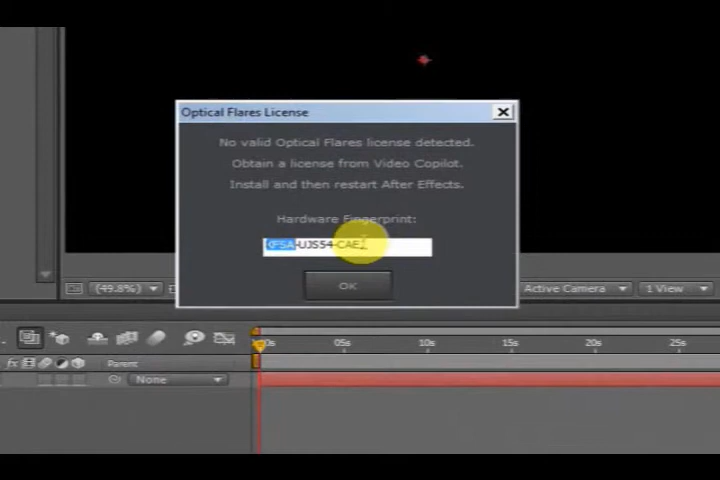 Optical Flares License
No valid Optical Flares license detected.
Obtain a license from Video Copilot.
Install and then restart After Effects.
Hardware Fingerprint:
OK
(49.8%)
Active Camera
1 View
0s
05s
10s
15s
20s
25s
fx
Parent
None